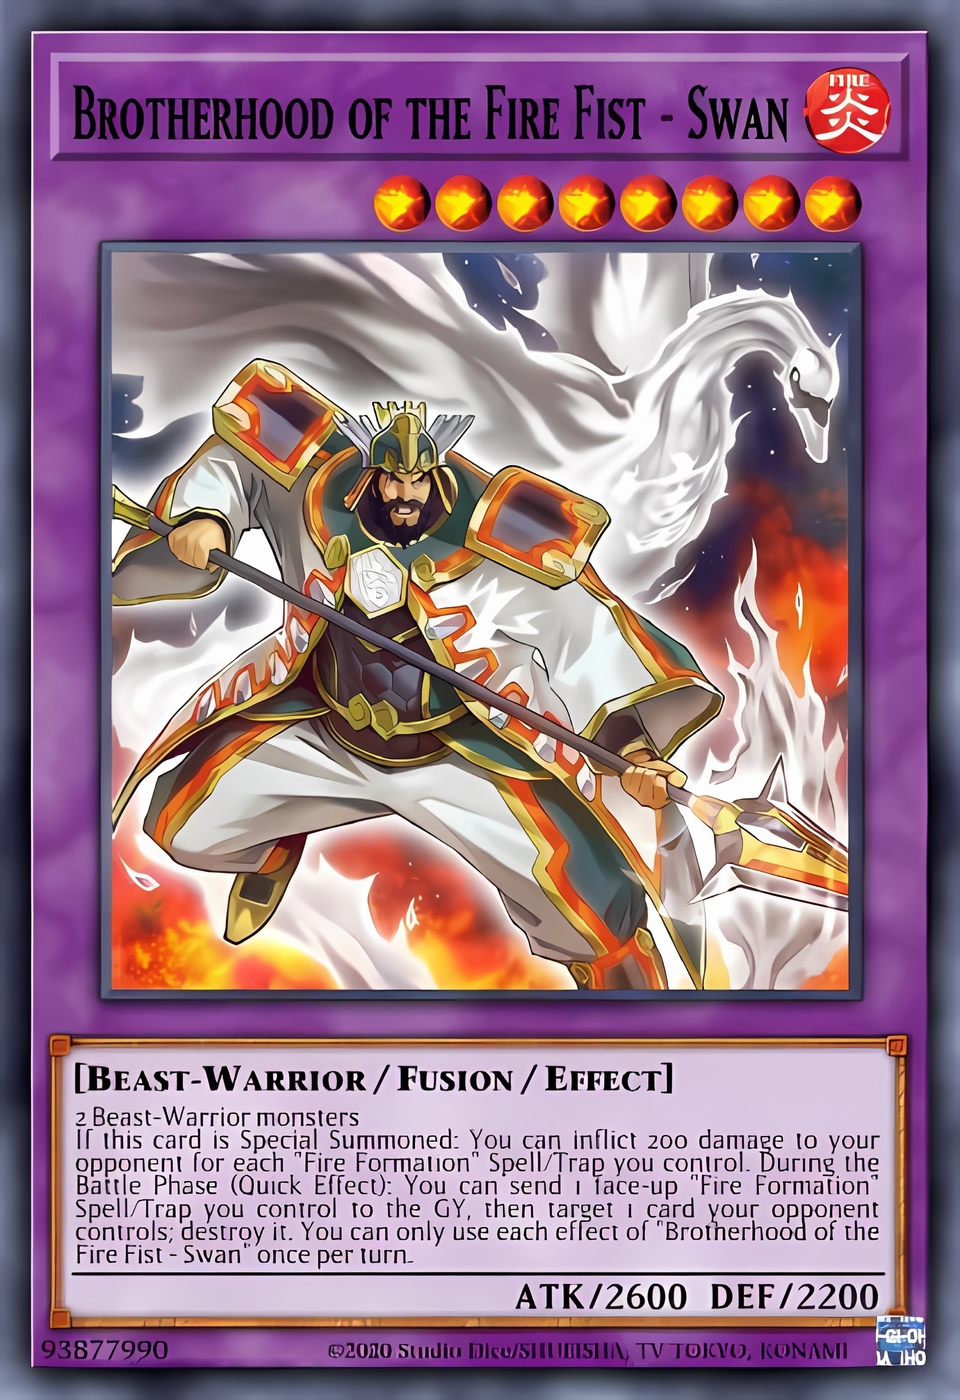 BROTHERHOOD OF THE FIRE FIST - SWAN
炎
[BEAST-WARRIOR / FUSION / EFFECT]
2 Beast-Warrior monsters
If this card is Special Summoned: You can inflict 200 damage to your
opponent for each "Fire Formation" Spell/Trap you control. During the
Battle Phase (Quick Effect): You can send 1 face-up "Fire Formation"
Spell/Trap you control to the GY, then target 1 card your opponent
controls; destroy it. You can only use each effect of "Brotherhood of the
Fire Fist - Swan" once per turn.
ATK/2600 DEF/2200
93877990
©2020 Studio Dice/SHUEISHA, TV TOKYO, KONAMI